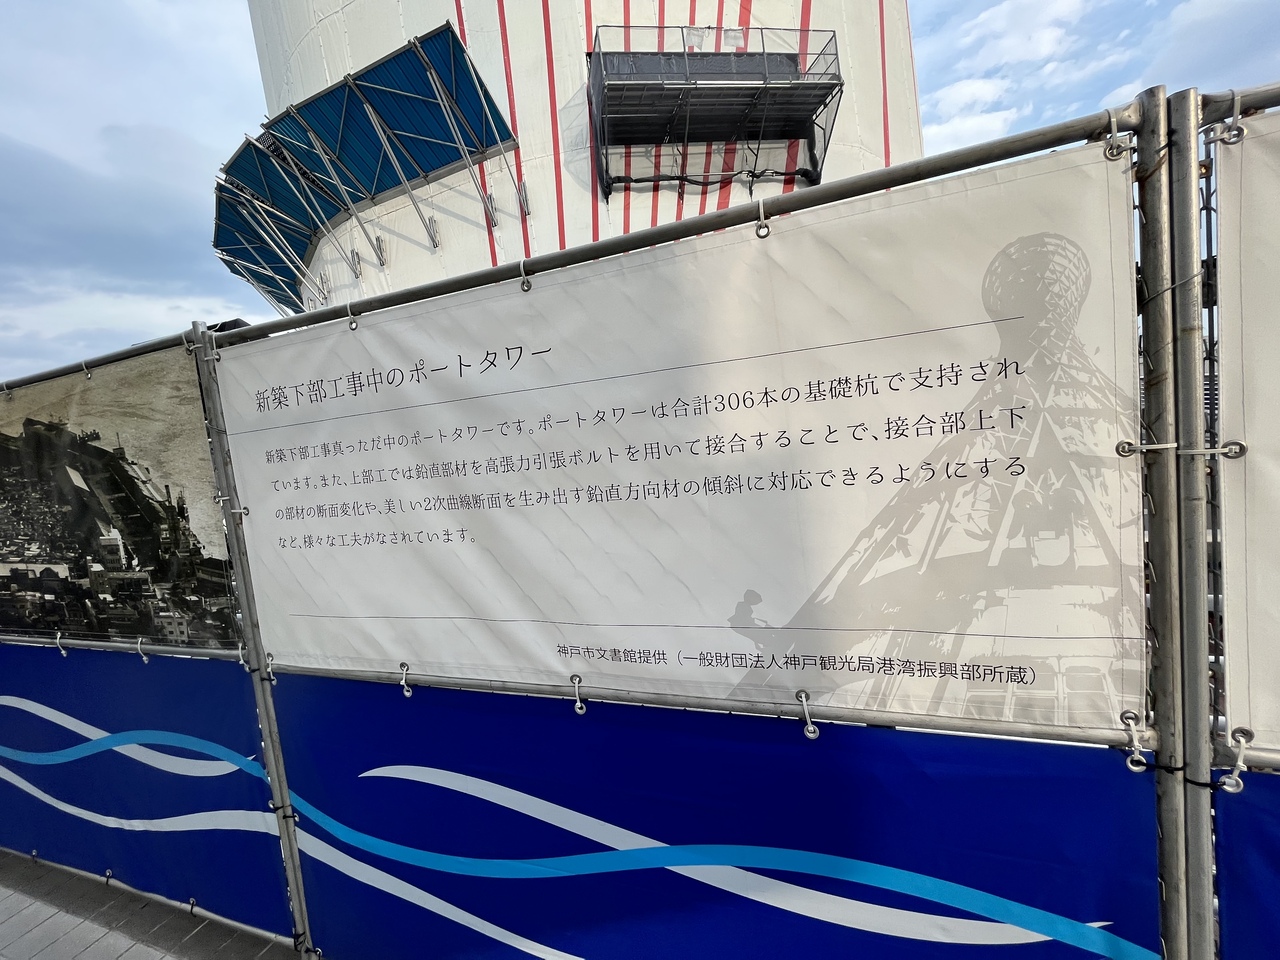 新築下部工事中のポートタワー
新築下部工事真っただ中のポートタワーです。ポートタワーは合計306本の基礎杭で支持され
ています。また、上部工では鉛直部材を高張力引張ボルトを用いて接合することで、接合部上下
の部材の断面変化や、美しい2次曲線断面を生み出す鉛直方向材の傾斜に対応できるようにする
など、様々な工夫がなされています。
神戸市文書館提供（一般財団法人神戸観光局港湾振興部所蔵）